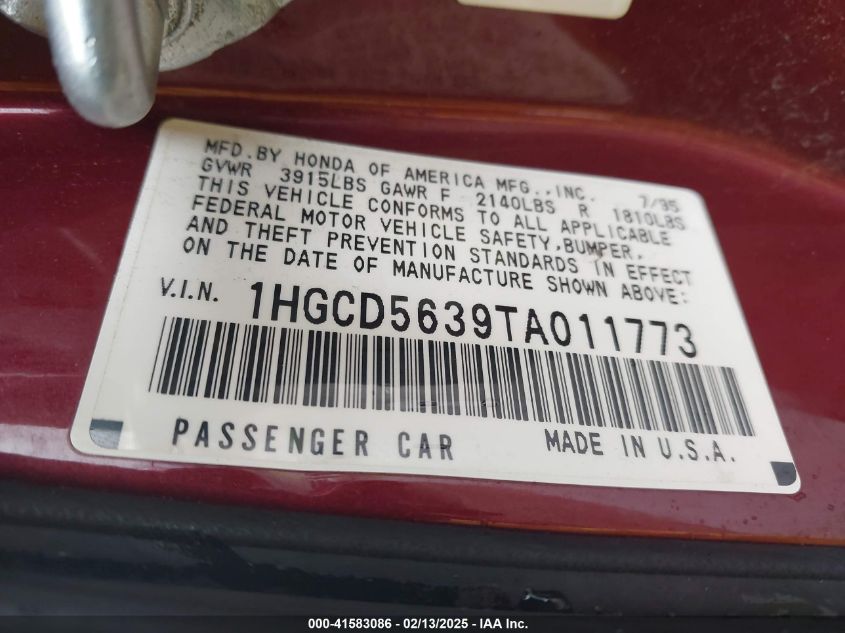 MFD.BY HONDA OF AMERICA MFG.,INC. 7/95
GVWR 3915LBS GAWR F 2140LBS R 1810LBS
THIS VEHICLE CONFORMS TO ALL APPLICABLE
FEDERAL MOTOR VEHICLE SAFETY,BUMPER,
AND THEFT PREVENTION STANDARDS IN EFFECT
ON THE DATE OF MANUFACTURE SHOWN ABOVE:
V.I.N. 1HGCD5639TA011773
PASSENGER CAR MADE IN U.S.A.
000-41583086 - 02/13/2025 - IAA Inc.